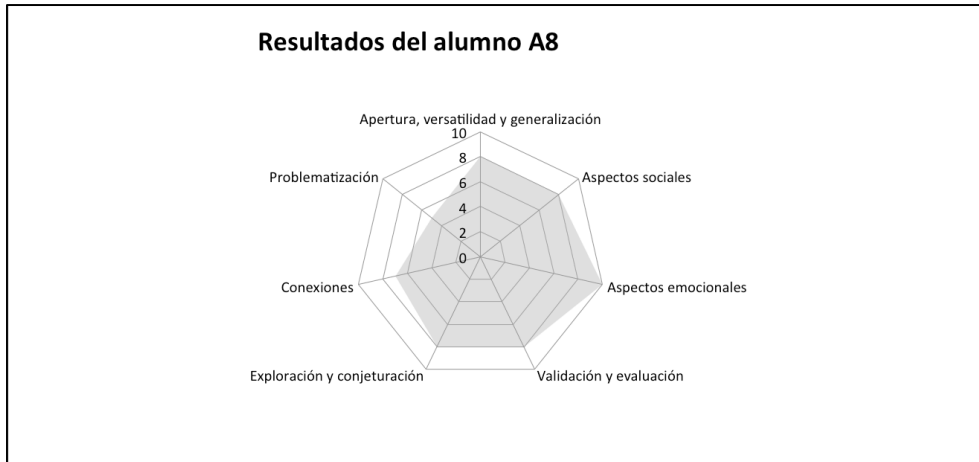 Resultados del alumno A8
Apertura, versatilidad y generalización
10
8
6
4
2
0
Aspectos sociales
Aspectos emocionales
Validación y evaluación
Exploración y conjeturación
Conexiones
Problematización